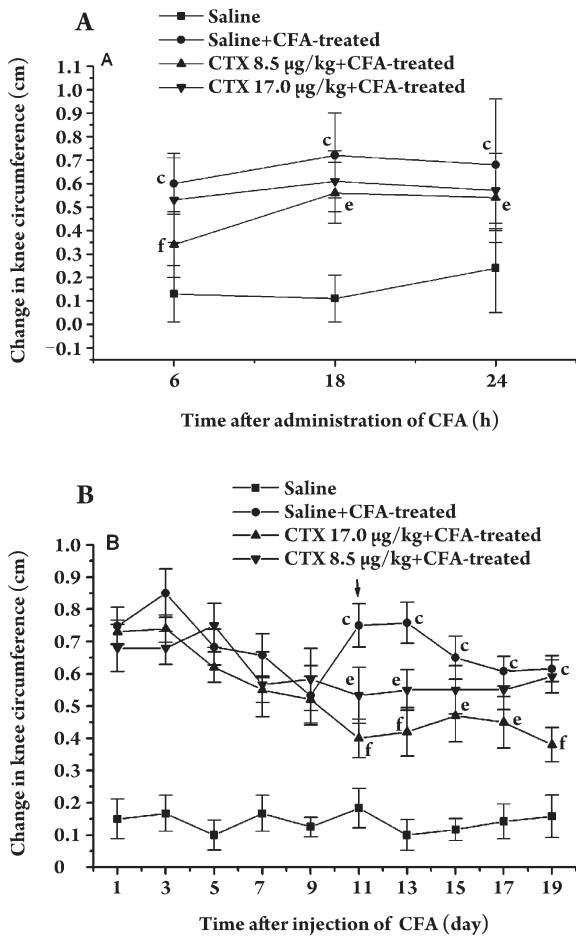 A
Saline
Saline+CFA-treated
CTX 8.5 μg/kg+CFA-treated
CTX 17.0 μg/kg+CFA-treated
A
Change in knee circumference (cm)
1.1
1.0
0.9
0.8
0.7
0.6
0.5
0.4
0.3
0.2
0.1
0.0
−0.1
c
c
c
f
e
e
6
18
24
Time after administration of CFA (h)
B
Saline
Saline+CFA-treated
CTX 17.0 μg/kg+CFA-treated
CTX 8.5 μg/kg+CFA-treated
B
Change in knee circumference (cm)
1.0
0.9
0.8
0.7
0.6
0.5
0.4
0.3
0.2
0.1
0
c
c
c
c
c
e
e
e
e
f
f
f
1
3
5
7
9
11
13
15
17
19
Time after injection of CFA (day)